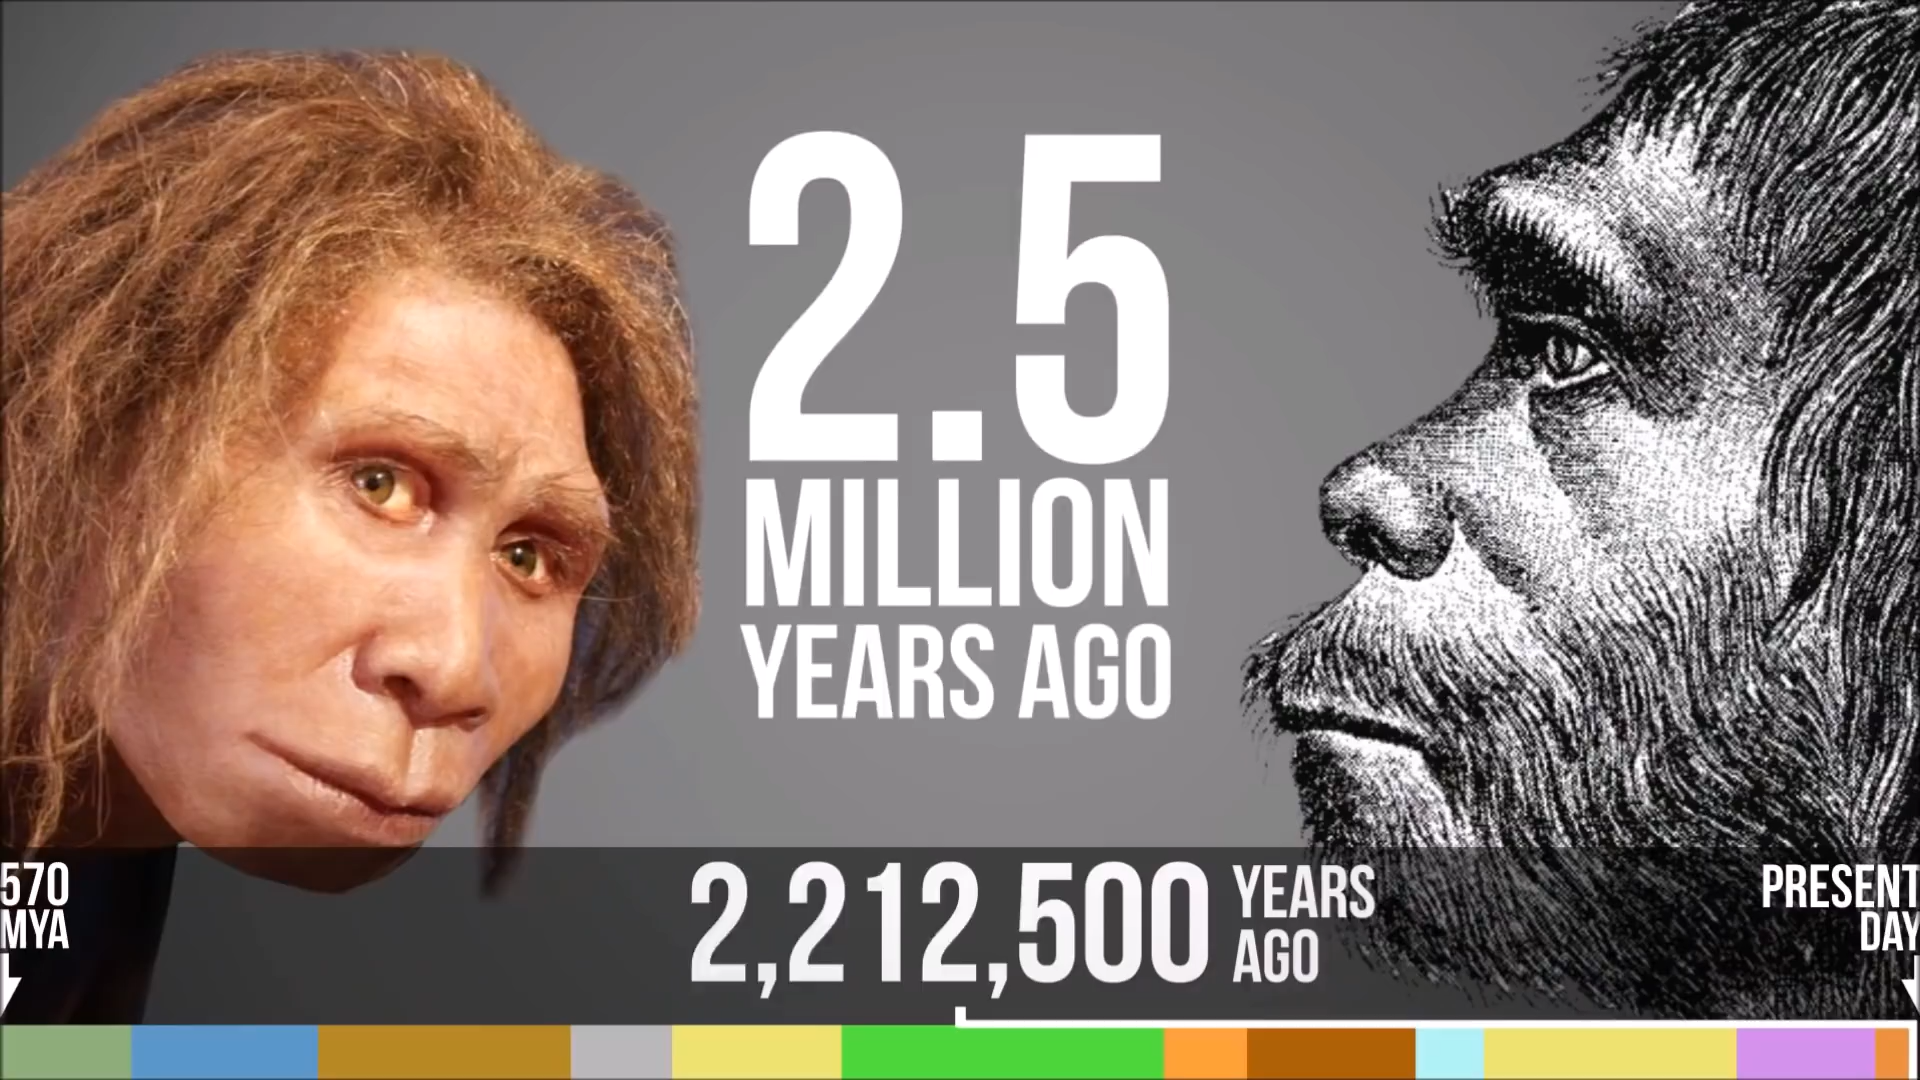 2.5
MILLION
YEARS AGO
570
MYA
2,212,500
YEARS
AGO
PRESENT
DAY